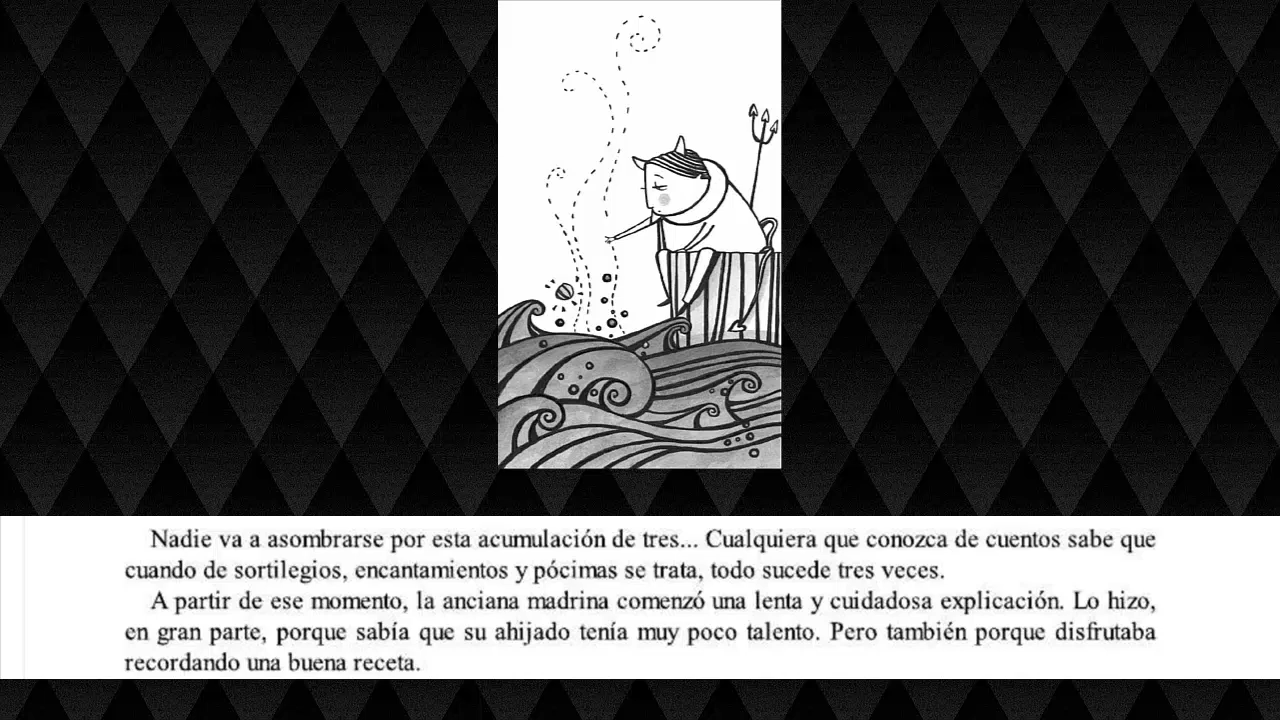 Nadie va a asombrarse por esta acumulación de tres... Cualquiera que conozca de cuentos sabe que
cuando de sortilegios, encantamientos y pócimas se trata, todo sucede tres veces.
A partir de ese momento, la anciana madrina comenzó una lenta y cuidadosa explicación. Lo hizo,
en gran parte, porque sabía que su ahijado tenía muy poco talento. Pero también porque disfrutaba
recordando una buena receta.